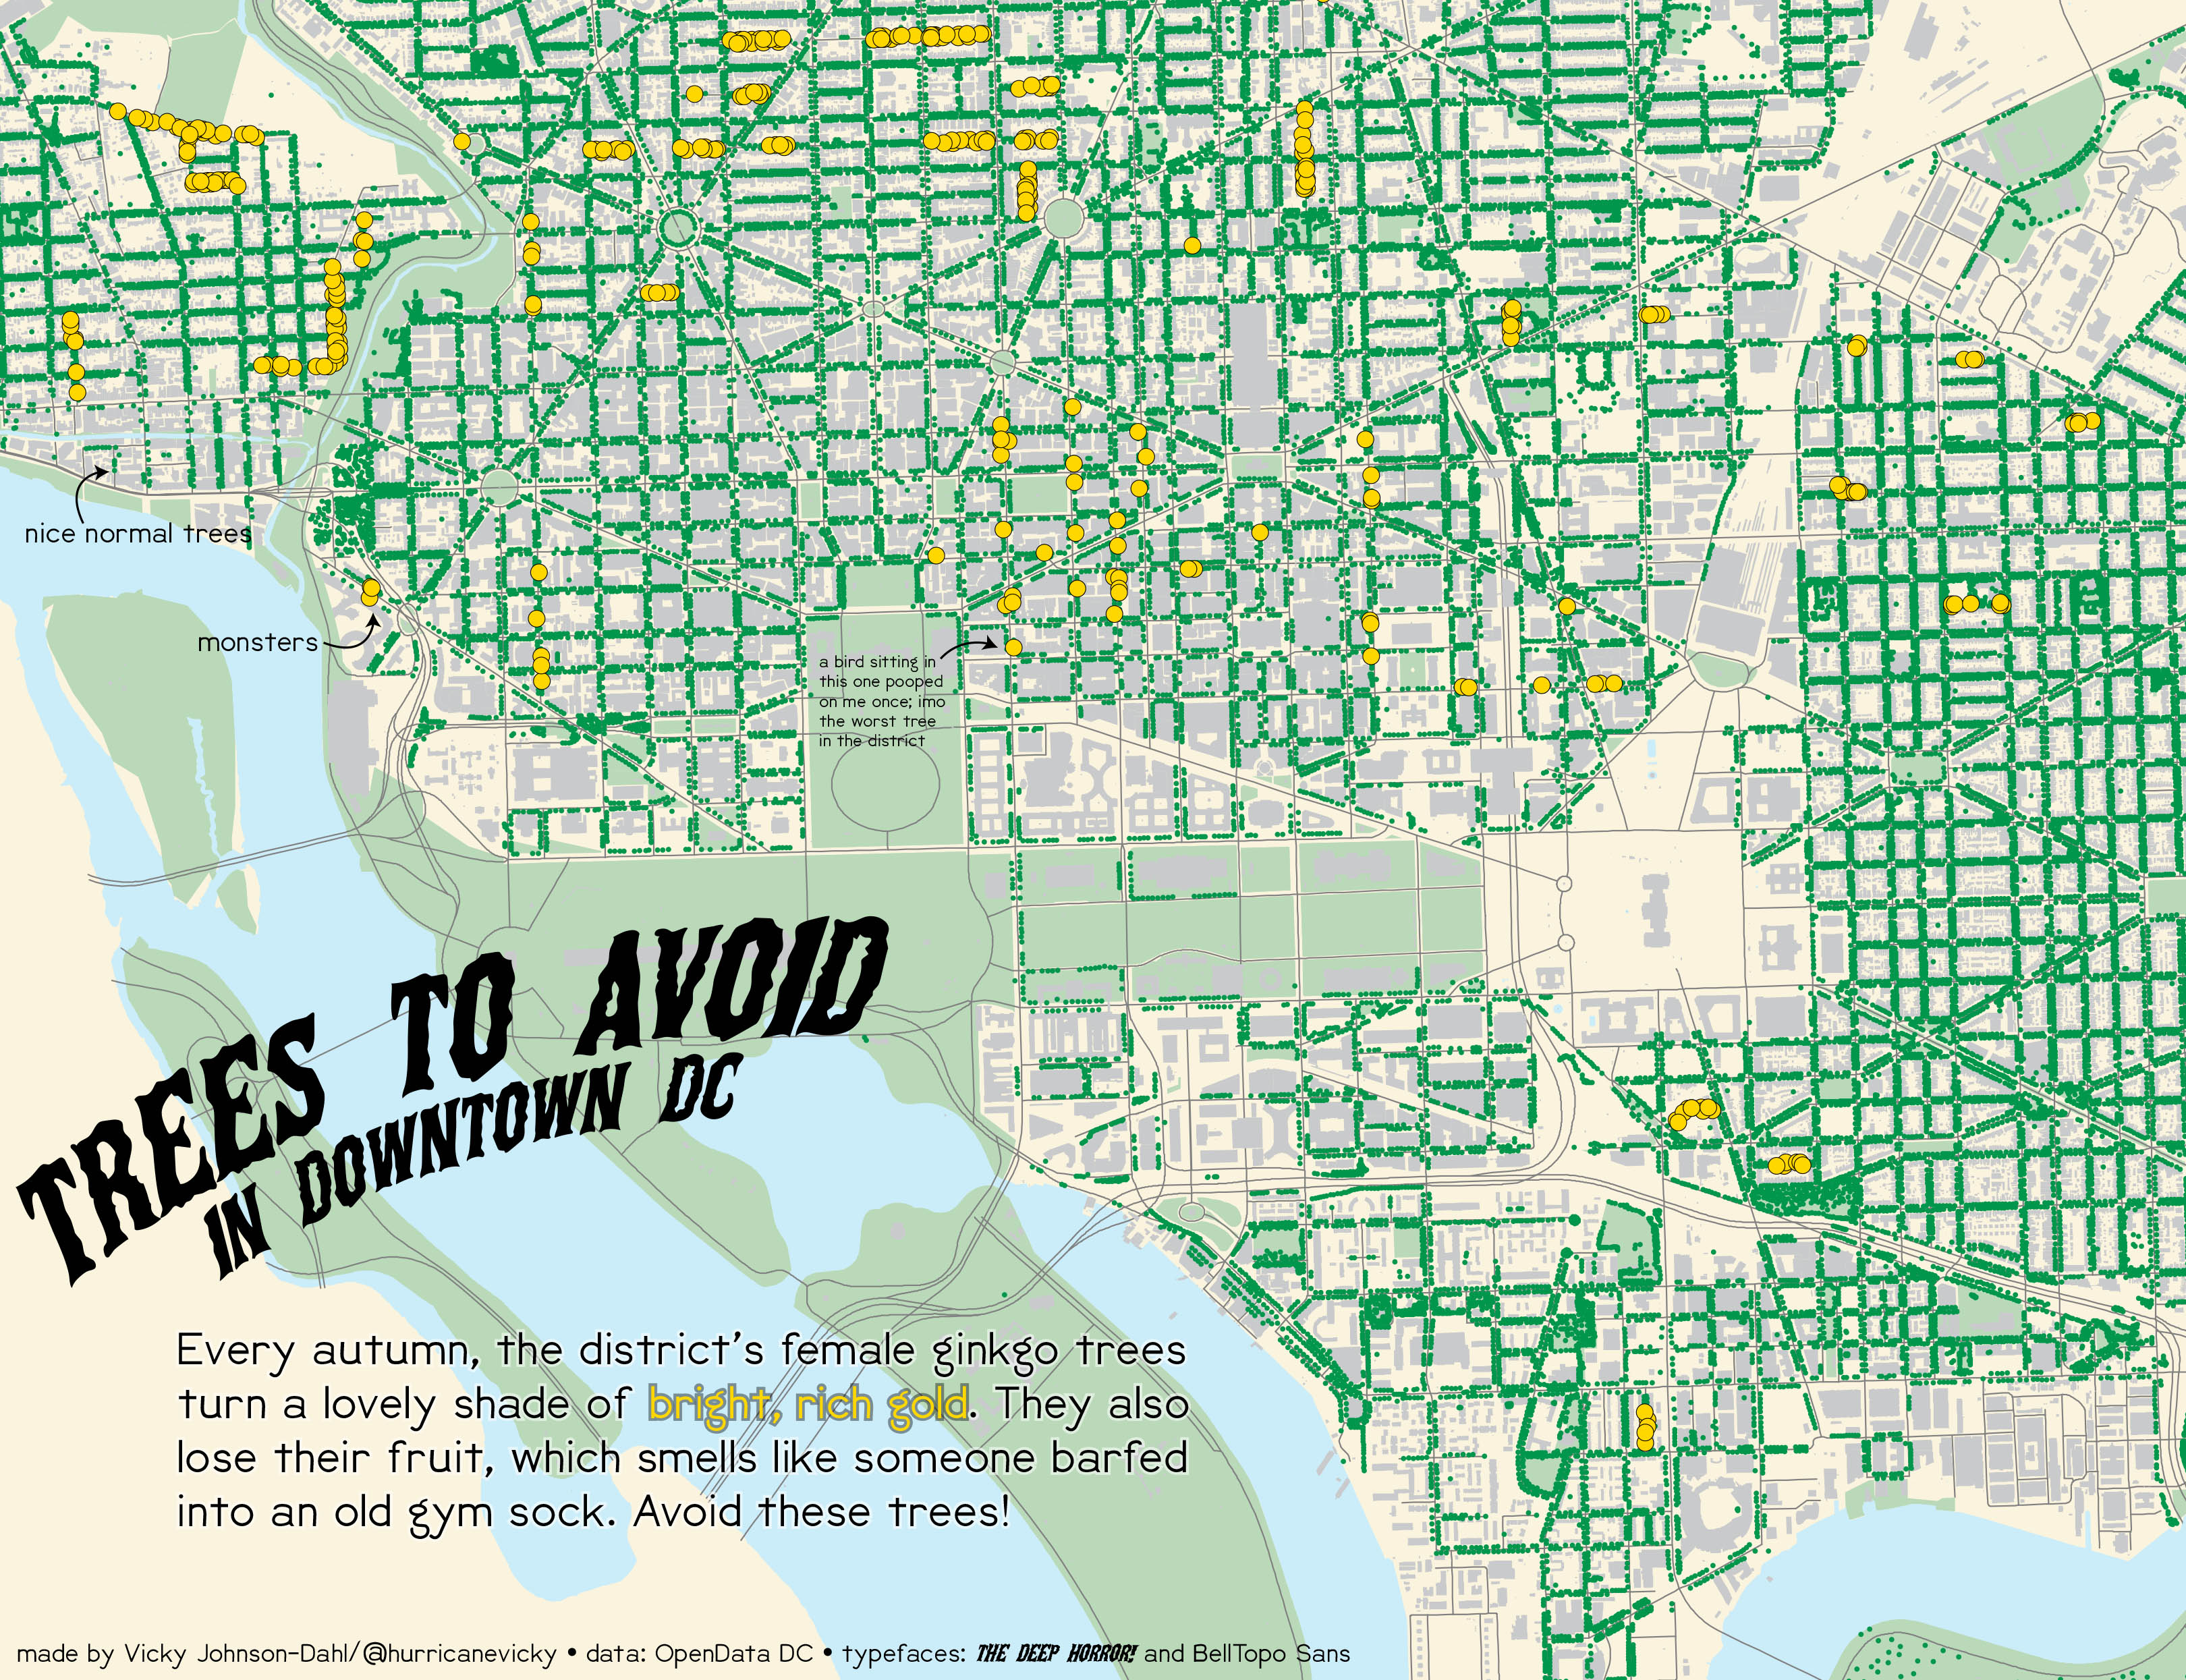 nice normal trees
monsters
a bird sitting in
this one pooped
on me once; imo
the worst tree
in the district
TREES TO AVOID
IN DOWNTOWN DC
Every autumn, the district's female ginkgo trees
turn a lovely shade of bright, rich gold. They also
lose their fruit, which smells like someone barfed
into an old gym sock. Avoid these trees!
made by Vicky Johnson-Dahl/@hurricanevicky • data: OpenData DC • typefaces: THE DEEP HORROR! and BellTopo Sans